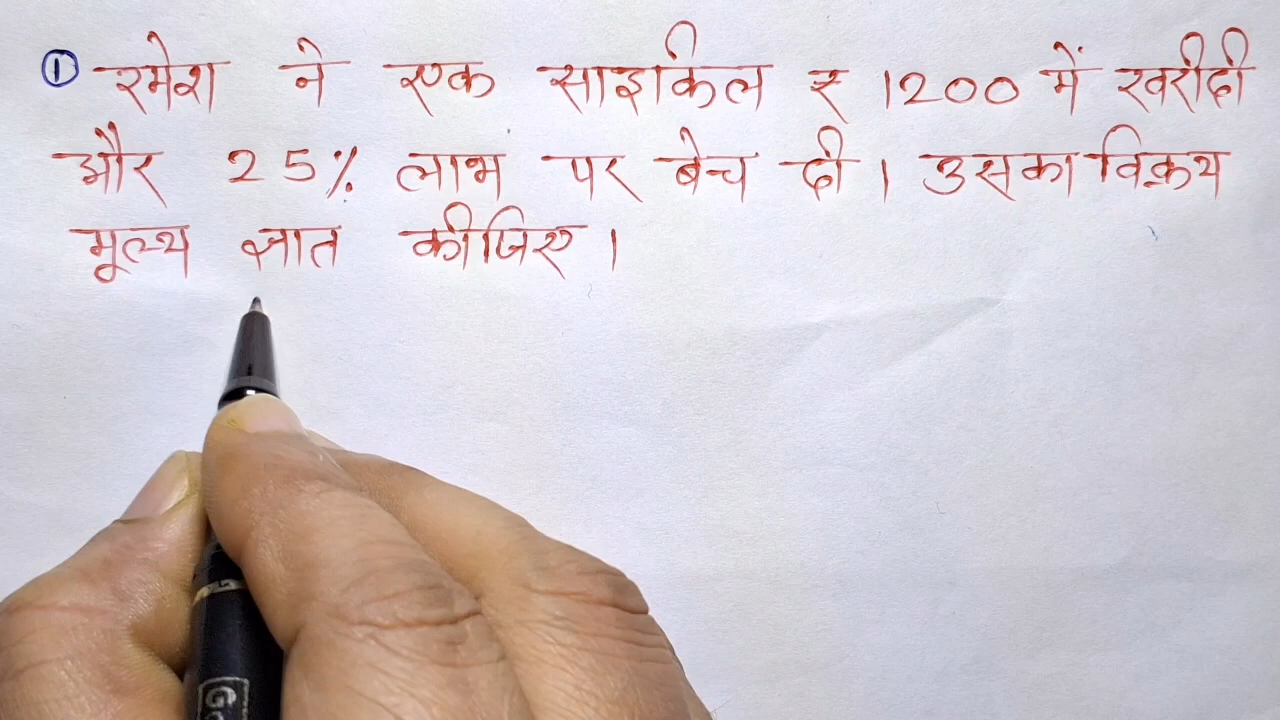 ① रमेश ने एक साइकिल ₹ 1200 में खरीदी
और 25% लाभ पर बेच दी। उसका विक्रय
मूल्य ज्ञात कीजिए।